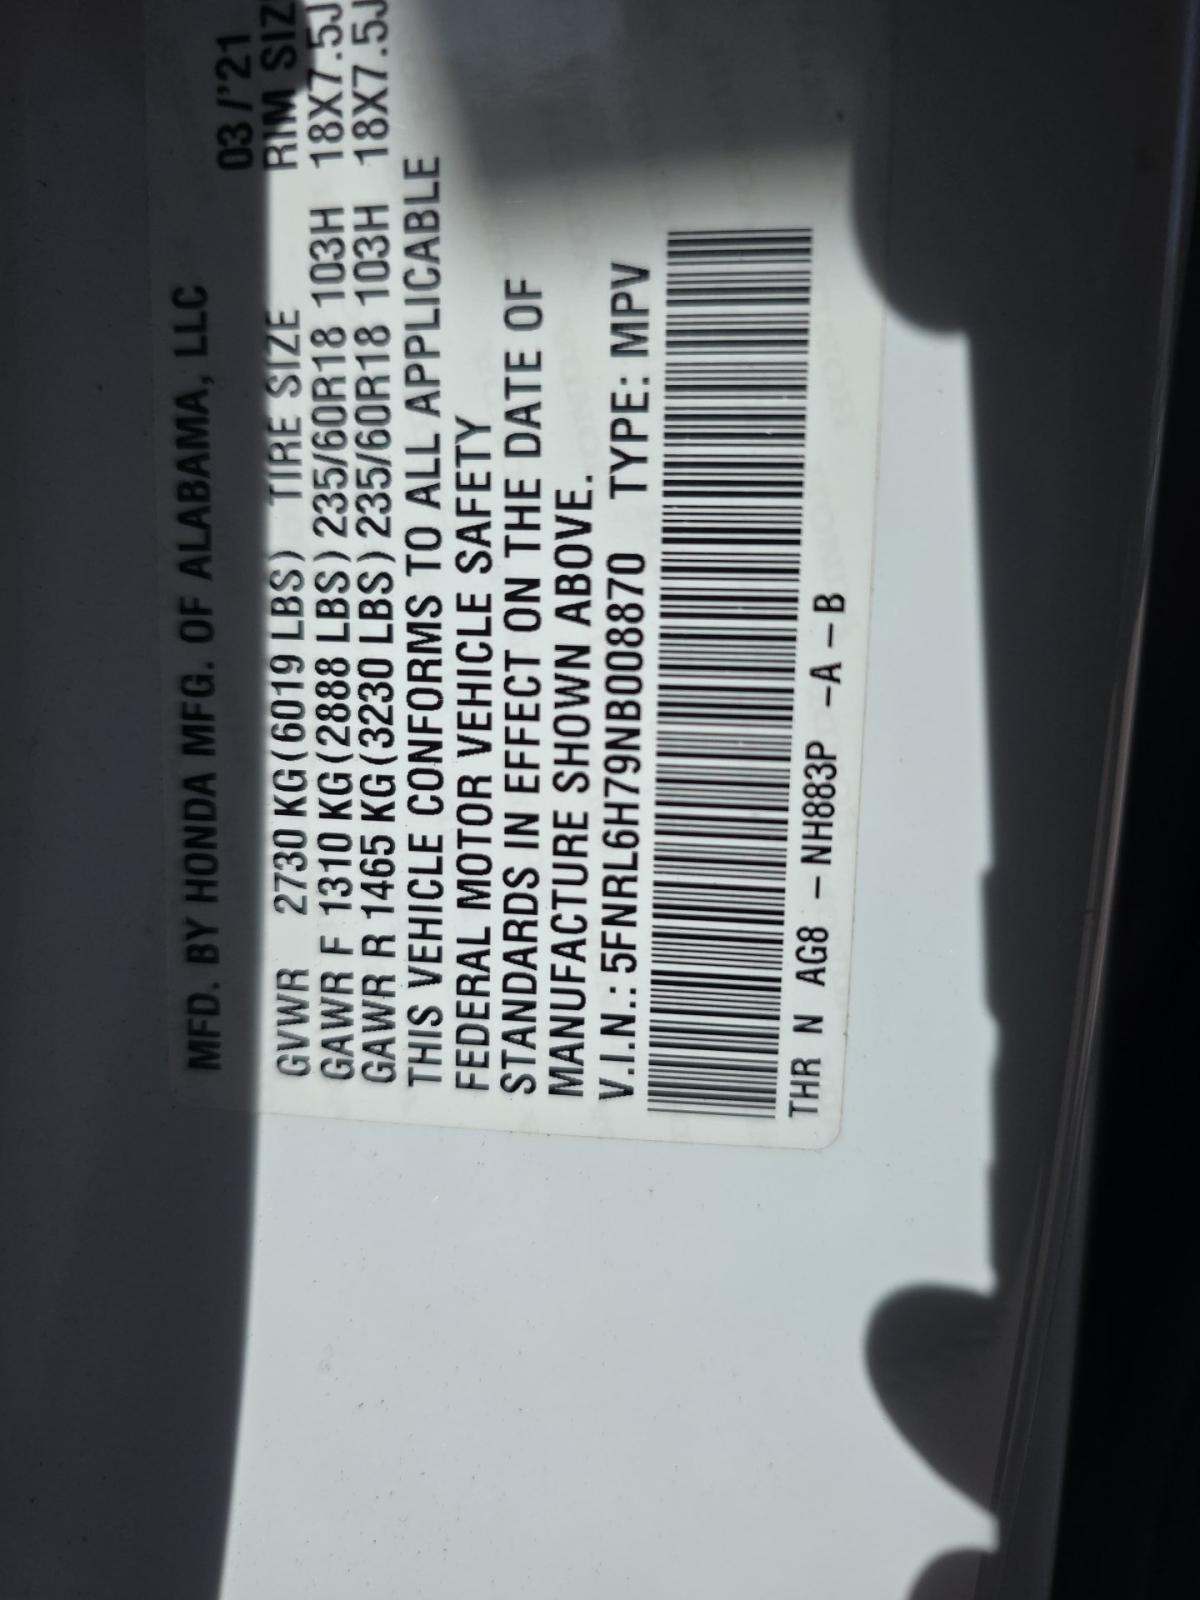 MFD. BY HONDA MFG. OF ALABAMA, LLC
03/'21
GVWR 2730 KG(6019 LBS) TIRE SIZE RIM SIZ
GAWR F 1310 KG(2888 LBS) 235/60R18 103H 18X7.5J
GAWR R 1465 KG(3230 LBS) 235/60R18 103H 18X7.5J
THIS VEHICLE CONFORMS TO ALL APPLICABLE
FEDERAL MOTOR VEHICLE SAFETY
STANDARDS IN EFFECT ON THE DATE OF
MANUFACTURE SHOWN ABOVE.
V.I.N.: 5FNRL6H79NB008870 TYPE: MPV
THR N AG8 – NH883P –A – B